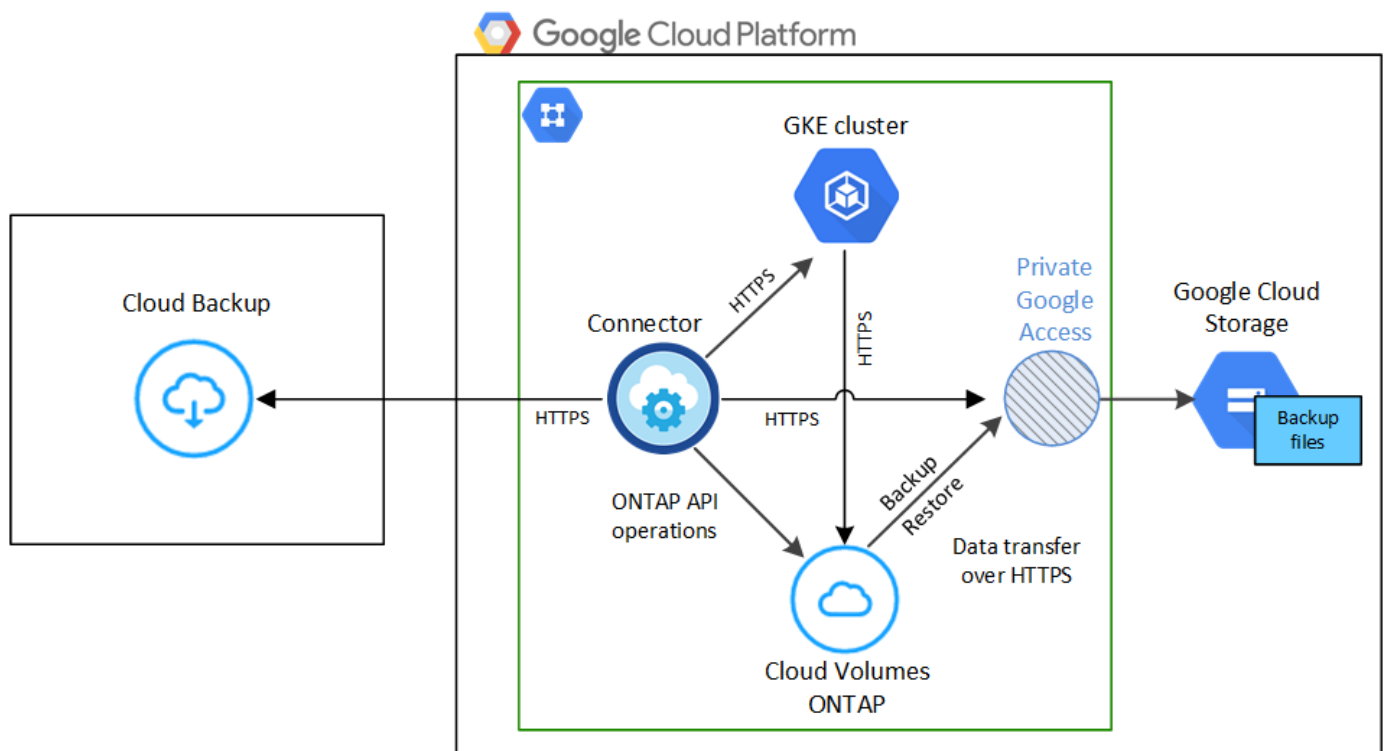 Google Cloud Platform
GKE cluster
Private
Google
Access
Google Cloud
Storage
Cloud Backup
Connector
HTTPS
HTTPS
HTTPS
HTTPS
Backup
files
Backup
Restore
ONTAP API
operations
Data transfer
over HTTPS
Cloud Volumes
ONTAP